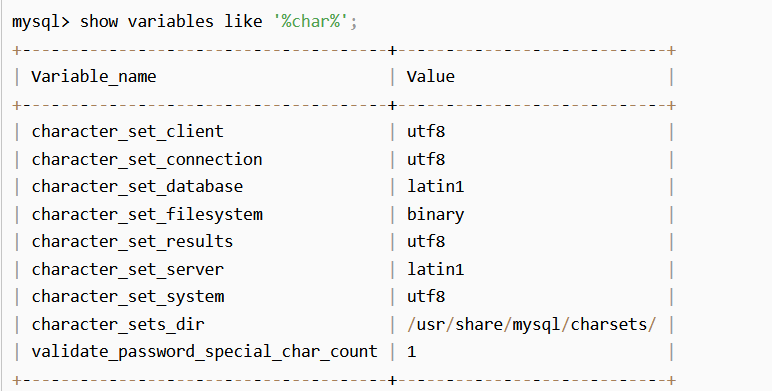 mysql> show variables like '%char%';
+--------------------------------------+----------------------------+
| Variable_name                        | Value                      |
+--------------------------------------+----------------------------+
| character_set_client                 | utf8                       |
| character_set_connection             | utf8                       |
| character_set_database               | latin1                     |
| character_set_filesystem             | binary                     |
| character_set_results                | utf8                       |
| character_set_server                 | latin1                     |
| character_set_system                 | utf8                       |
| character_sets_dir                   | /usr/share/mysql/charsets/ |
| validate_password_special_char_count | 1                          |
+--------------------------------------+----------------------------+